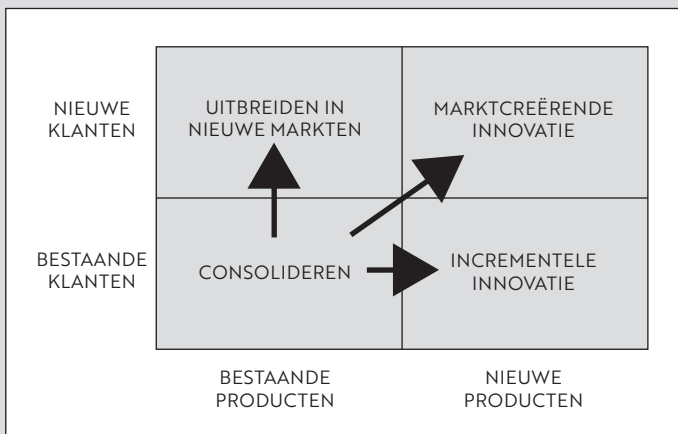 NIEUWE
KLANTEN
UITBREIDEN IN
NIEUWE MARKTEN
MARKTCREËRENDE
INNOVATIE
BESTAANDE
KLANTEN
CONSOLIDEREN
INCREMENTELE
INNOVATIE
BESTAANDE
PRODUCTEN
NIEUWE
PRODUCTEN